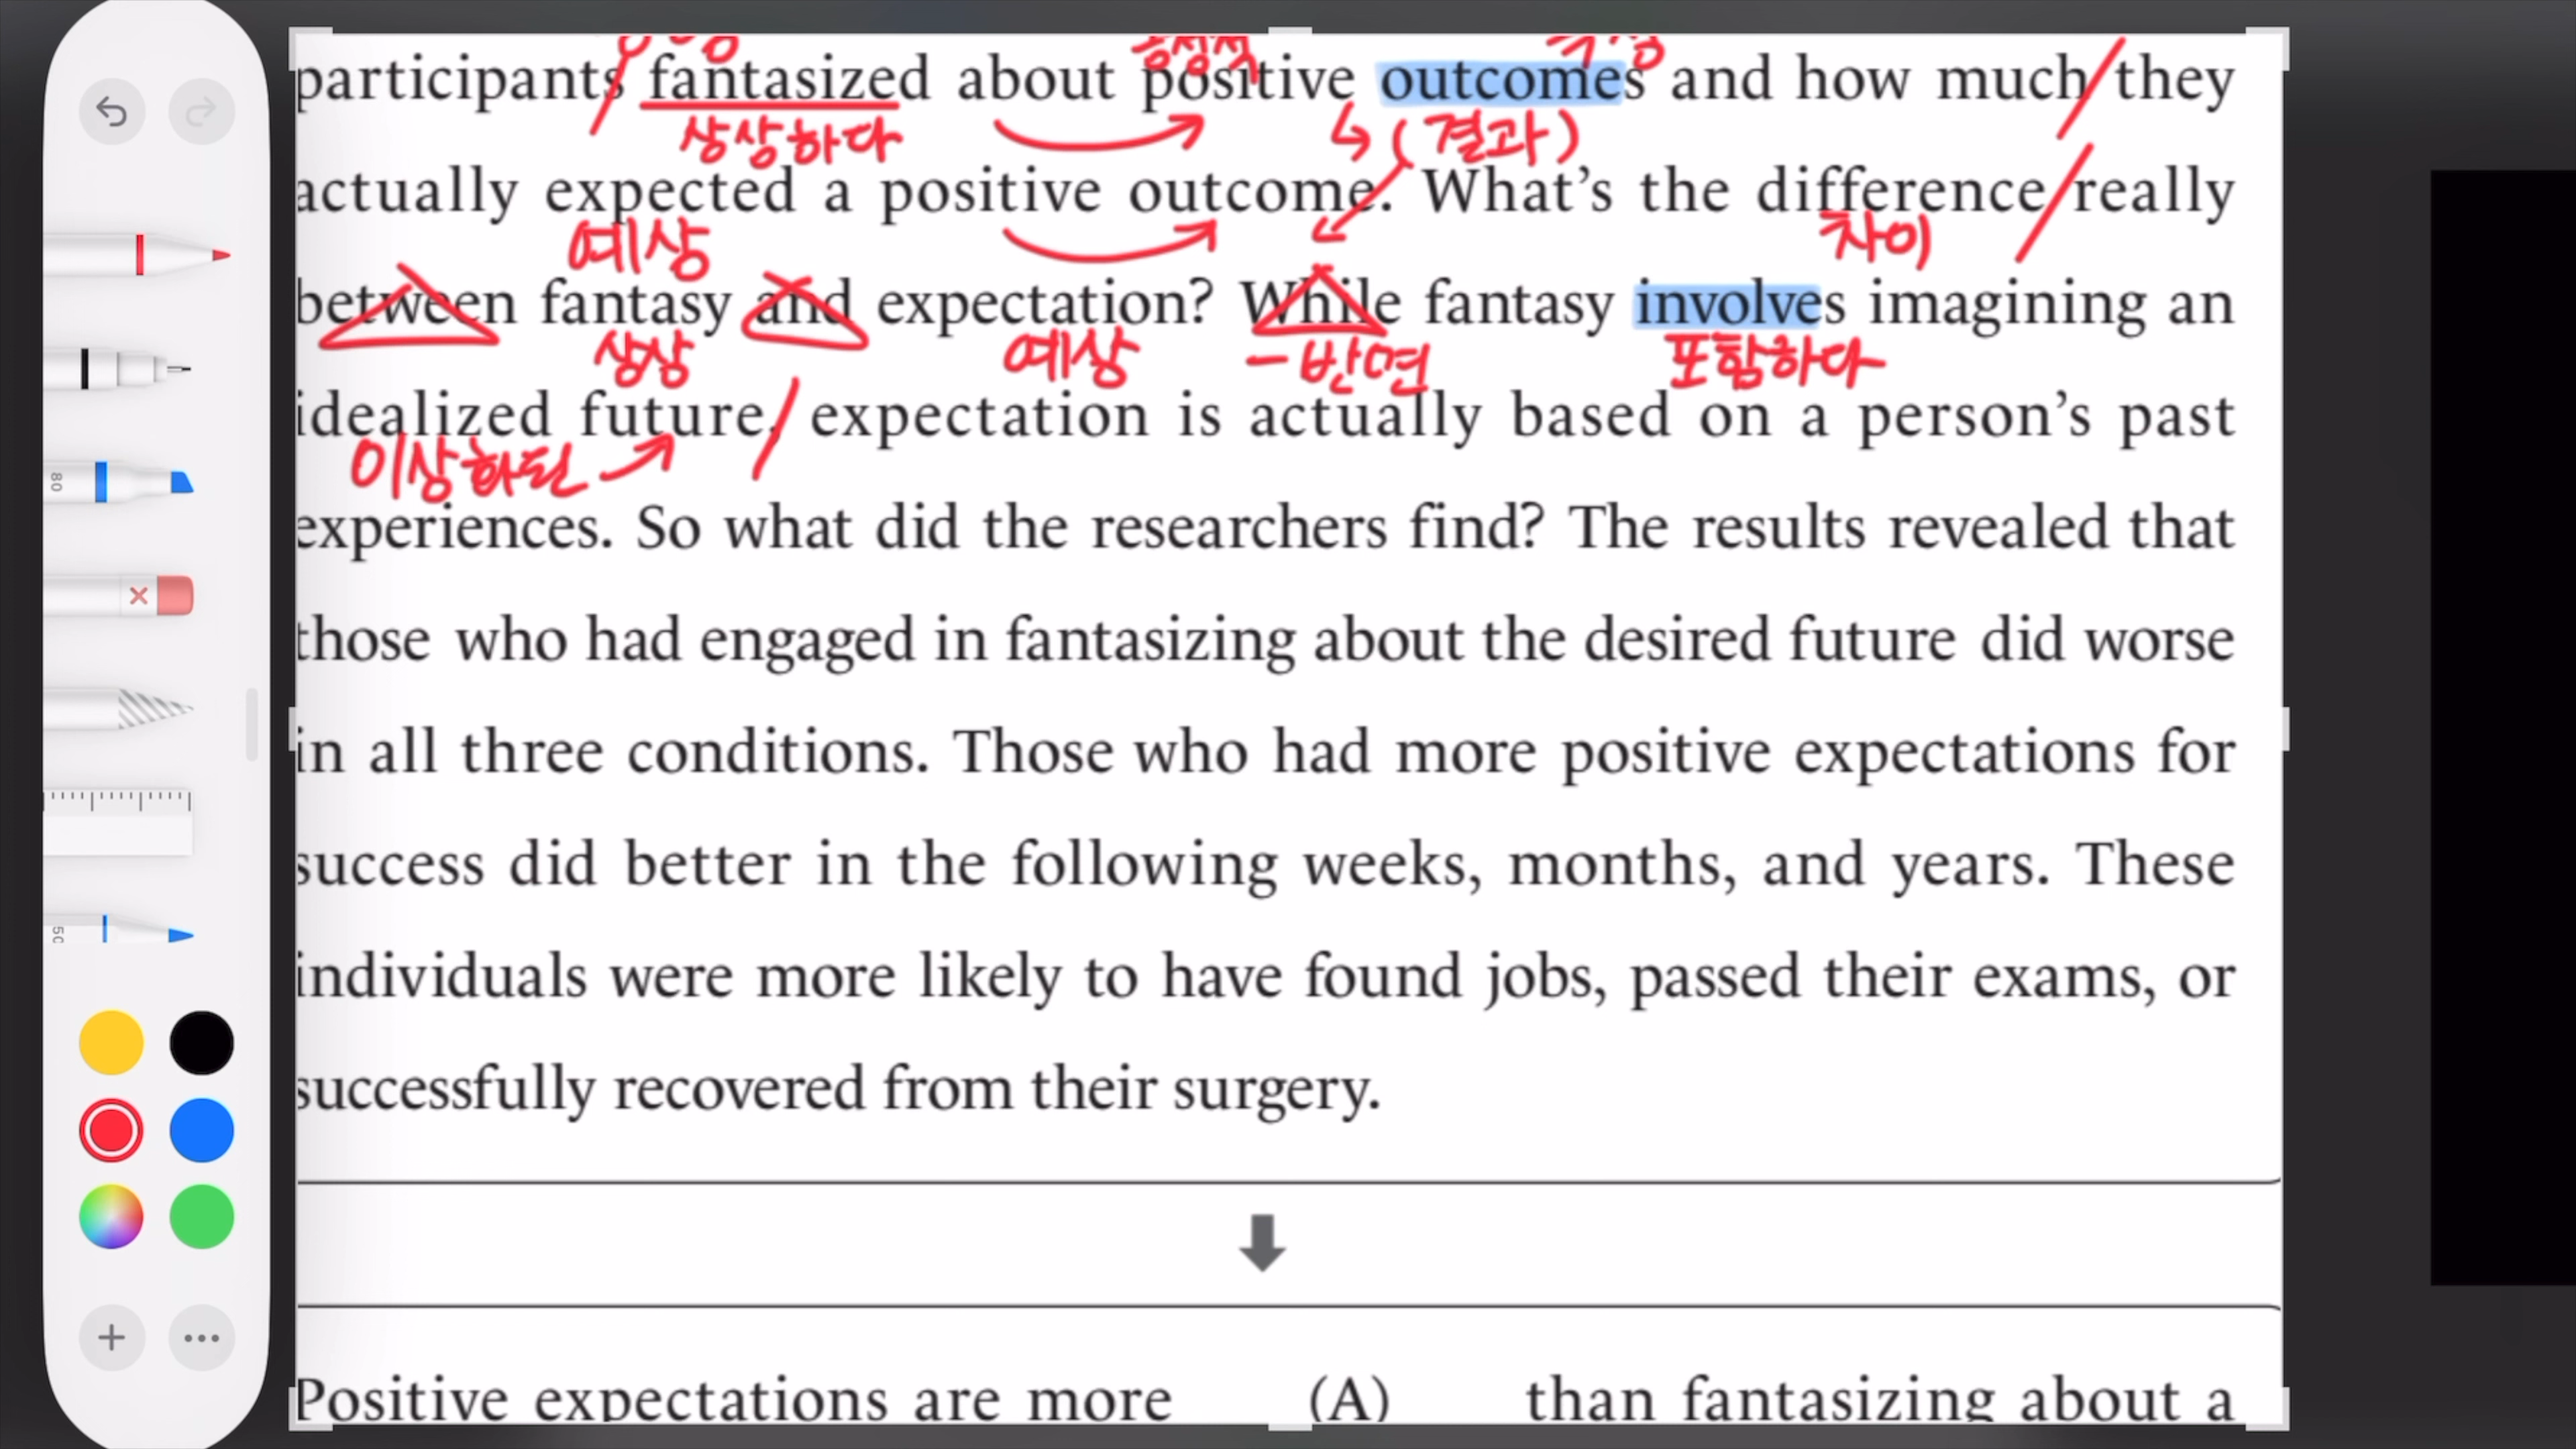 participants fantasized about positive outcomes and how much they
상상하다 (결과)
actually expected a positive outcome. What's the difference really
예상 차이
between fantasy and expectation? While fantasy involves imagining an
상상 예상 -반면 포함하다
idealized future, expectation is actually based on a person's past
이상화된
experiences. So what did the researchers find? The results revealed that
those who had engaged in fantasizing about the desired future did worse
in all three conditions. Those who had more positive expectations for
success did better in the following weeks, months, and years. These
individuals were more likely to have found jobs, passed their exams, or
successfully recovered from their surgery.
Positive expectations are more (A) than fantasizing about a
80
50